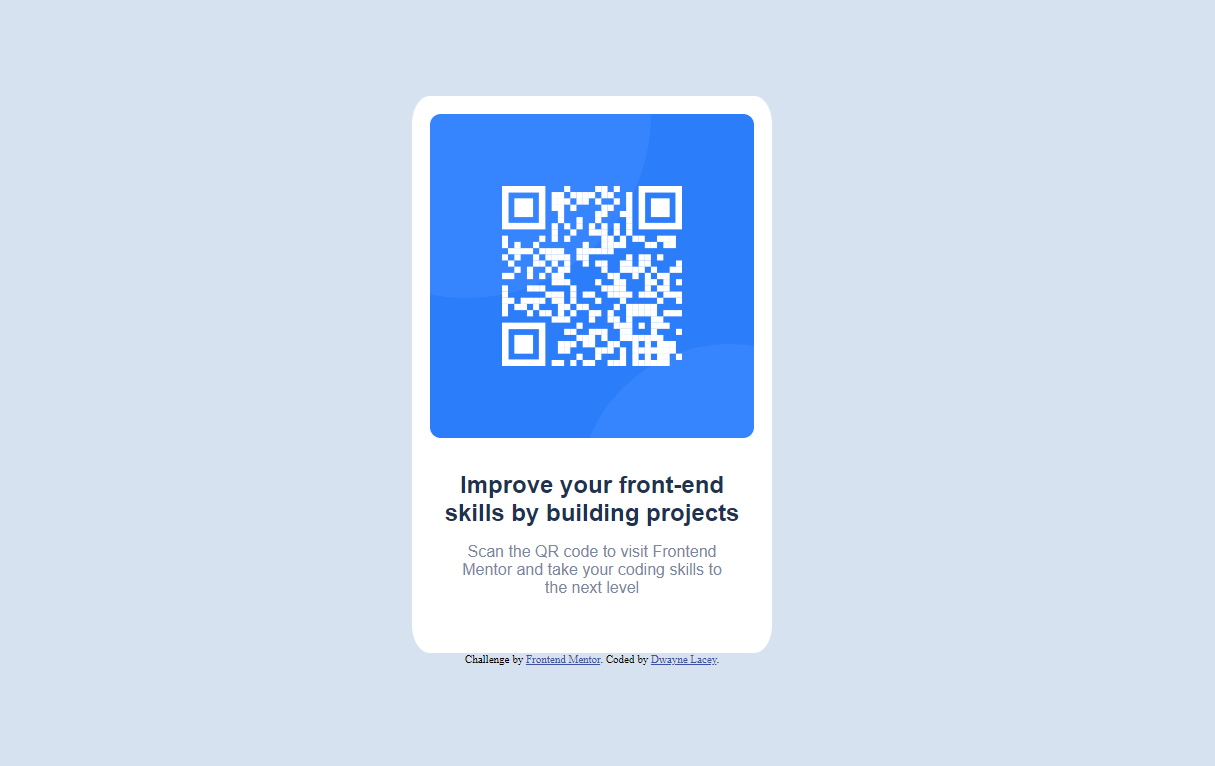 Improve your front-end
skills by building projects
Scan the QR code to visit Frontend
Mentor and take your coding skills to
the next level
Challenge by Frontend Mentor. Coded by Dwayne Lacey.